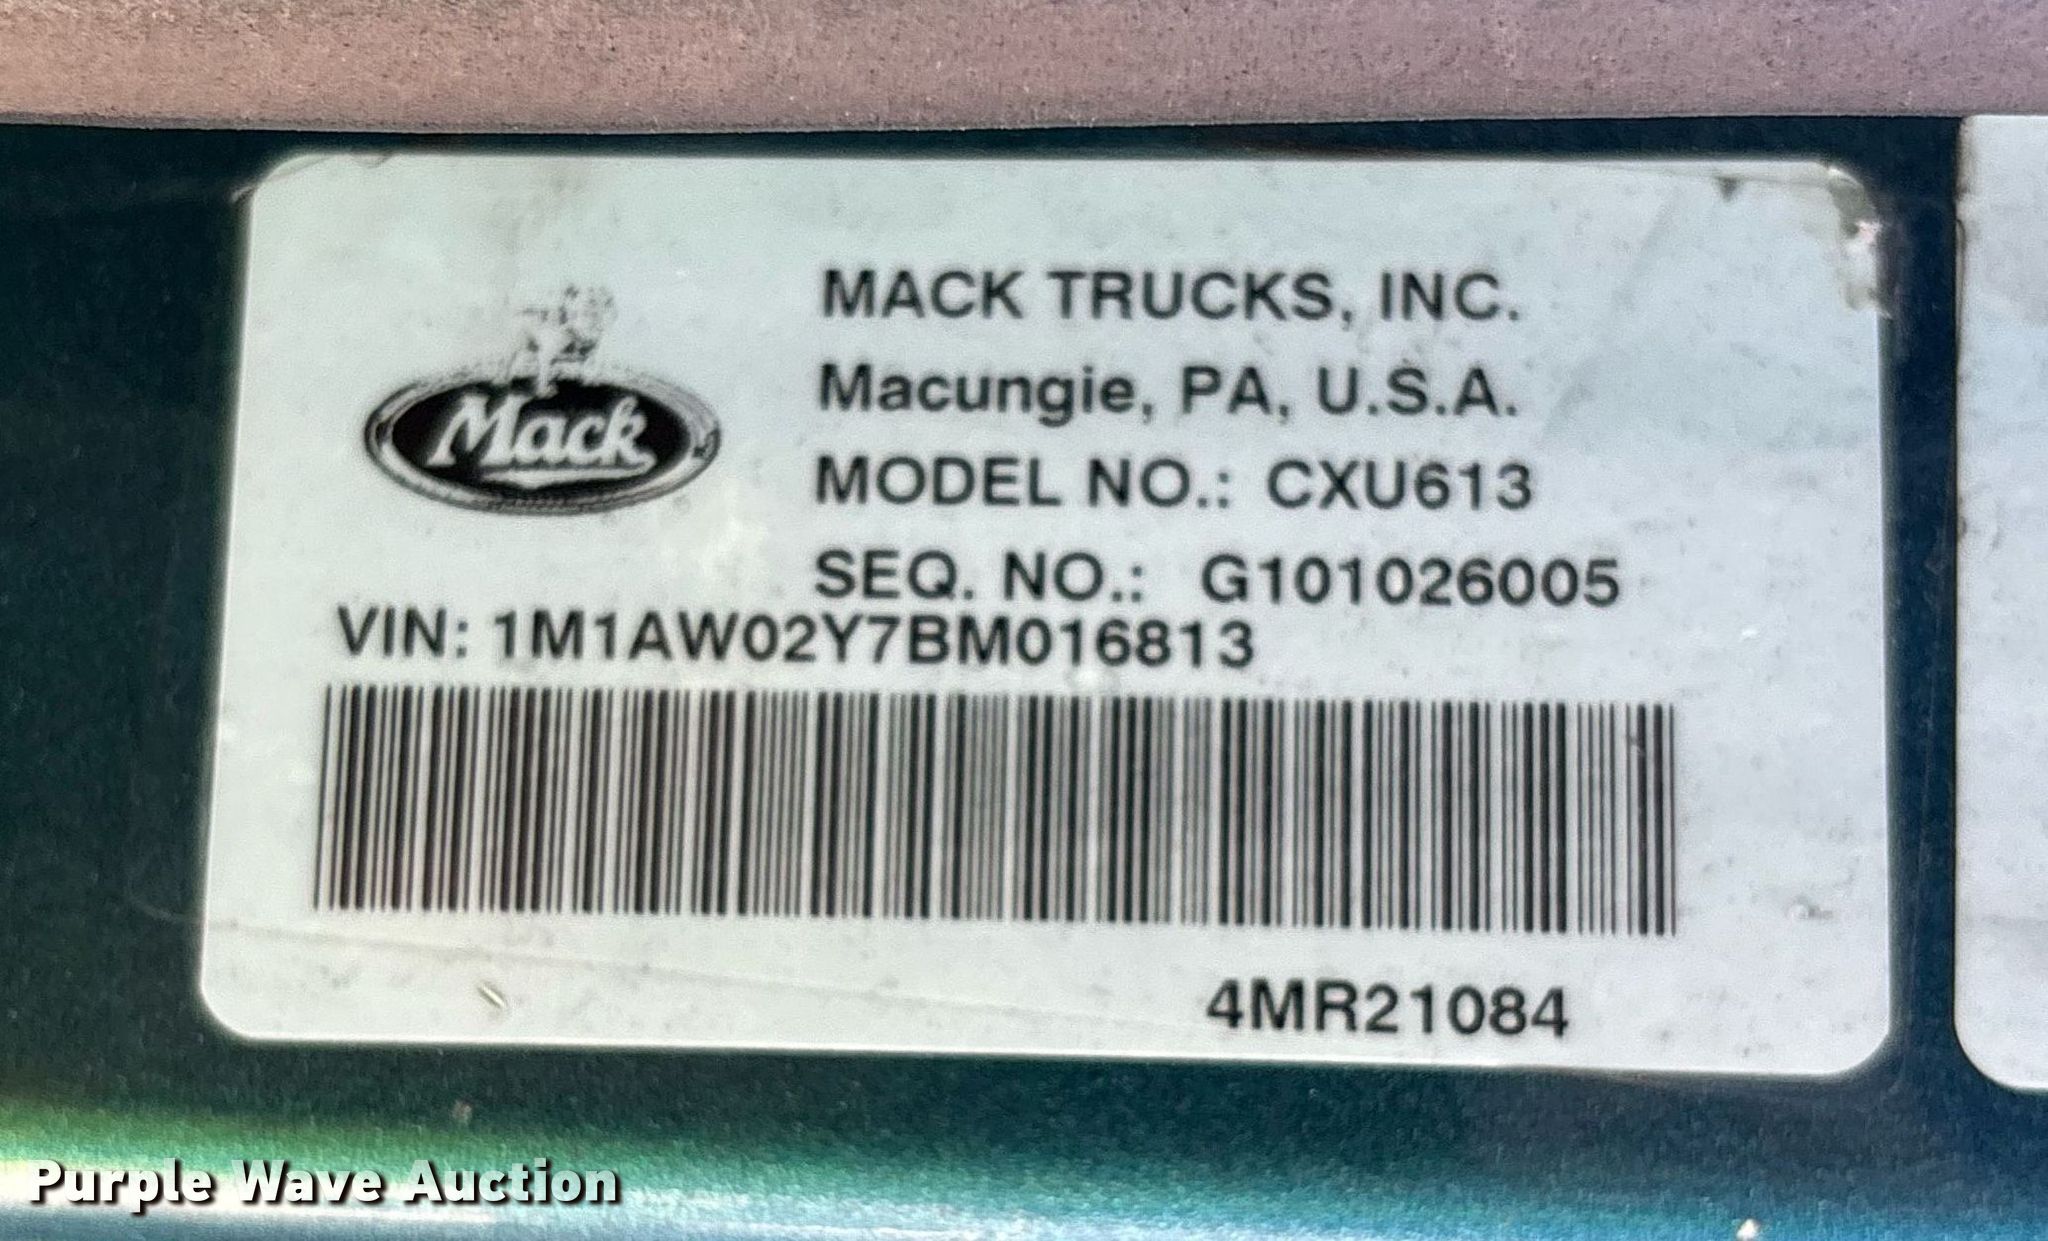 MACK TRUCKS, INC.
Macungie, PA, U.S.A.
Mack
MODEL NO.: CXU613
SEQ. NO.: G101026005
VIN: 1M1AW02Y7BM016813
4MR21084
Purple Wave Auction